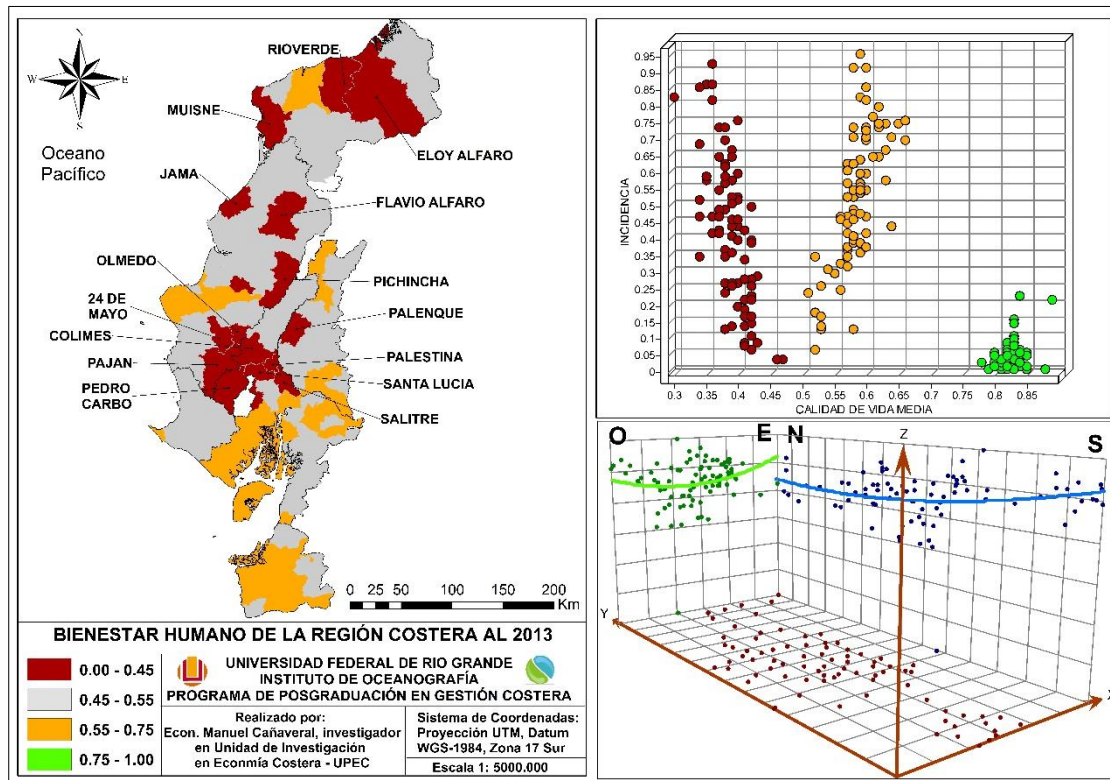 N
W E
S
Oceano
Pacífico
RIOVERDE
MUISNE
ELOY ALFARO
JAMA
FLAVIO ALFARO
OLMEDO
PICHINCHA
24 DE
MAYO
PALENQUE
COLIMES
PAJAN
PALESTINA
PEDRO
CARBO
SANTA LUCIA
SALITRE
0 25 50 100 150 200
Km
BIENESTAR HUMANO DE LA REGIÓN COSTERA AL 2013
0.00 - 0.45
0.45 - 0.55
0.55 - 0.75
0.75 - 1.00
UNIVERSIDAD FEDERAL DE RIO GRANDE
INSTITUTO DE OCEANOGRAFÍA
PROGRAMA DE POSGRADUACIÓN EN GESTIÓN COSTERA
Realizado por:
Econ. Manuel Cañaveral, investigador
en Unidad de Investigación
en Econmía Costera - UPEC
Sistema de Coordenadas:
Proyección UTM, Datum
WGS-1984, Zona 17 Sur
Escala 1: 5000.000
INCIDENCIA
0.95
0.9
0.85
0.8
0.75
0.7
0.65
0.6
0.55
0.5
0.45
0.4
0.35
0.3
0.25
0.2
0.15
0.1
0.05
0
0.3 0.35 0.4 0.45 0.5 0.55 0.6 0.65 0.7 0.75 0.8 0.85
CALIDAD DE VIDA MEDIA
O E N Z S
Y
X